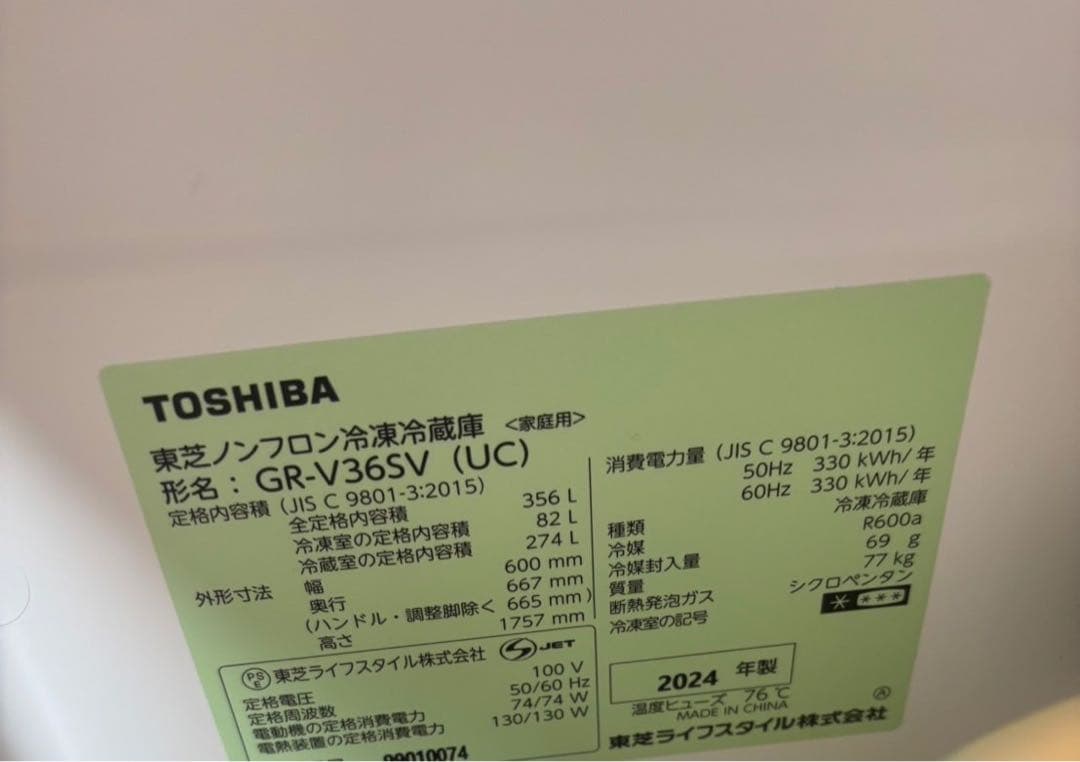 TOSHIBA
東芝ノンフロン冷凍冷蔵庫 <家庭用>
形名：GR-V36SV (UC)
定格内容積 (JIS C 9801-3:2015)
全定格内容積 356 L
冷凍室の定格内容積 82 L
冷蔵室の定格内容積 274 L
外形寸法 幅 600 mm
奥行 667 mm
(ハンドル・調整脚除く 665 mm)
高さ 1757 mm
PSE 東芝ライフスタイル株式会社 JET
定格電圧 100 V
定格周波数 50/60 Hz
電動機の定格消費電力 74/74 W
電熱装置の定格消費電力 130/130 W
99010074
消費電力量 (JIS C 9801-3:2015)
50Hz 330 kWh/年
60Hz 330 kWh/年
種類 冷凍冷蔵庫
冷媒 R600a
冷媒封入量 69 g
質量 77 kg
断熱発泡ガス シクロペンタン
冷凍室の記号 * ***
2024 年製
温度ヒューズ 76℃
MADE IN CHINA
Ⓐ
東芝ライフスタイル株式会社